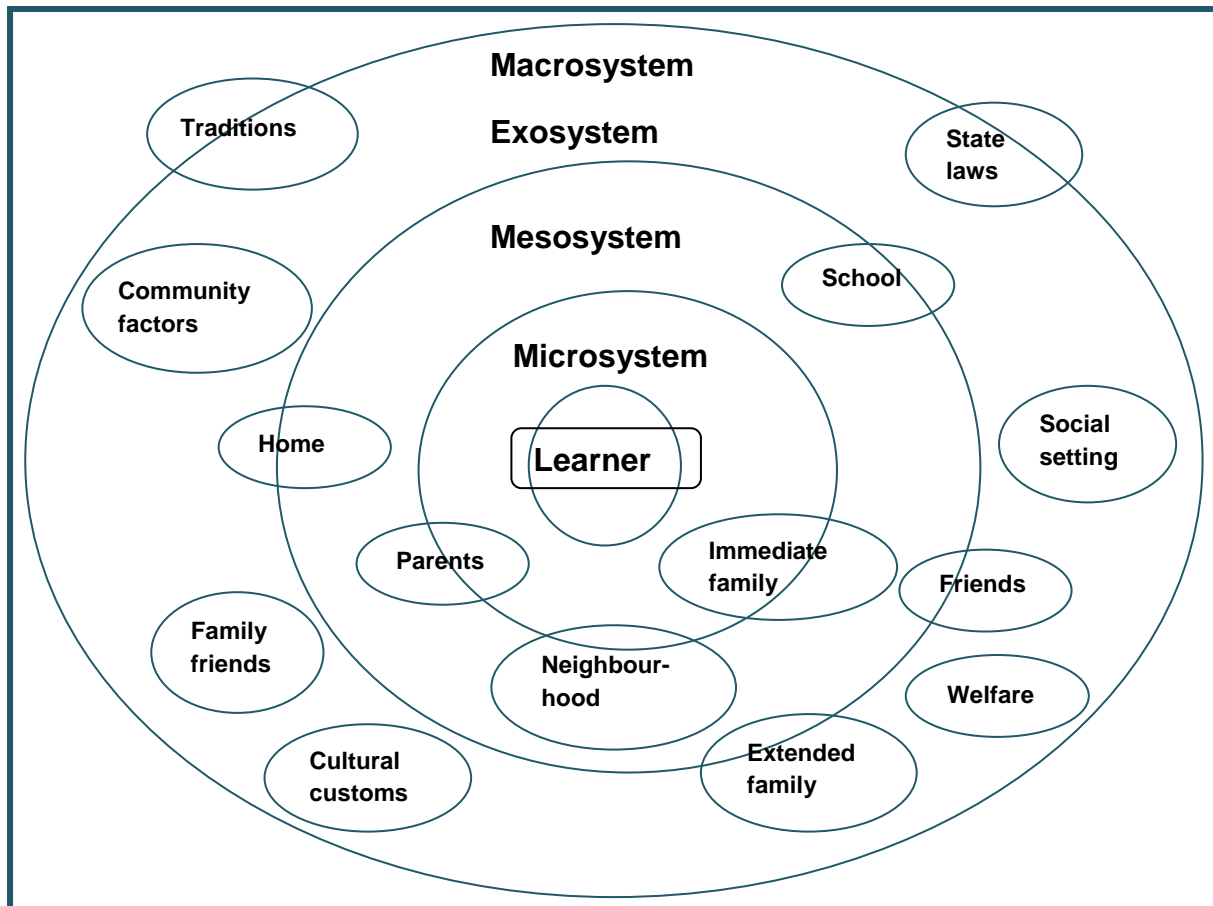 Macrosystem
Traditions
Exosystem
State
laws
Mesosystem
School
Community
factors
Microsystem
Home
Social
setting
Learner
Parents
Immediate
family
Friends
Family
friends
Neighbour-
hood
Welfare
Cultural
customs
Extended
family